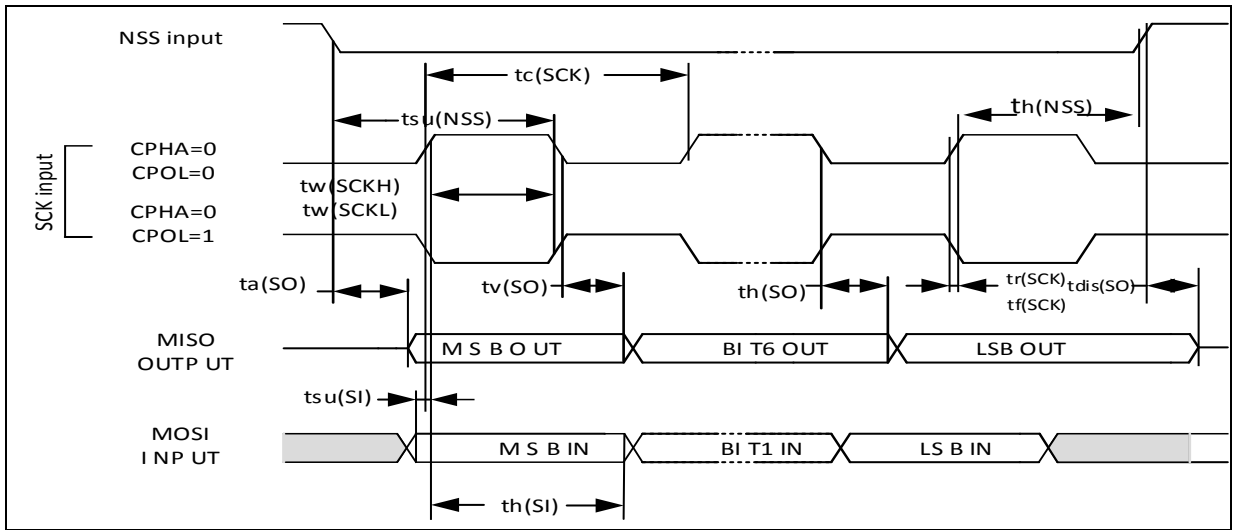 NSS input
tc(SCK)
tsu(NSS)
th(NSS)
SCK input
CPHA=0
CPOL=0
tw(SCKH)
tw(SCKL)
CPHA=0
CPOL=1
ta(SO)
tv(SO)
th(SO)
tr(SCK)
tf(SCK)
tdis(SO)
MISO
OUTP UT
M S B O UT
BI T6 OUT
LSB OUT
tsu(SI)
MOSI
I NP UT
M S B IN
BI T1 IN
LS B IN
th(SI)